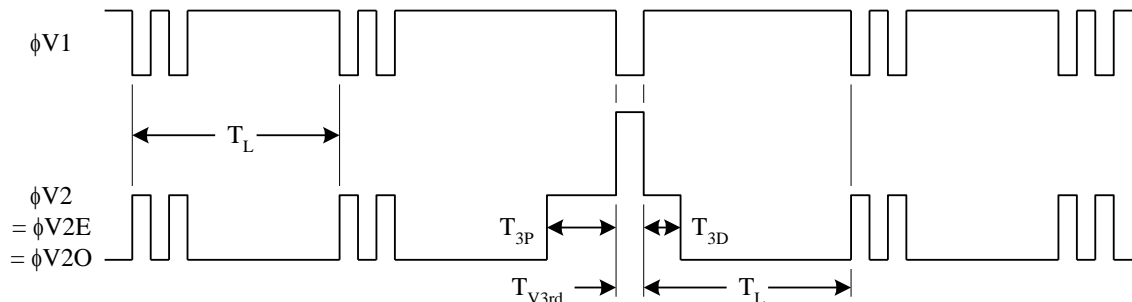 ϕV1
T_L
ϕV2
= ϕV2E
= ϕV2O
T_3P
T_3D
T_V3rd
T_L